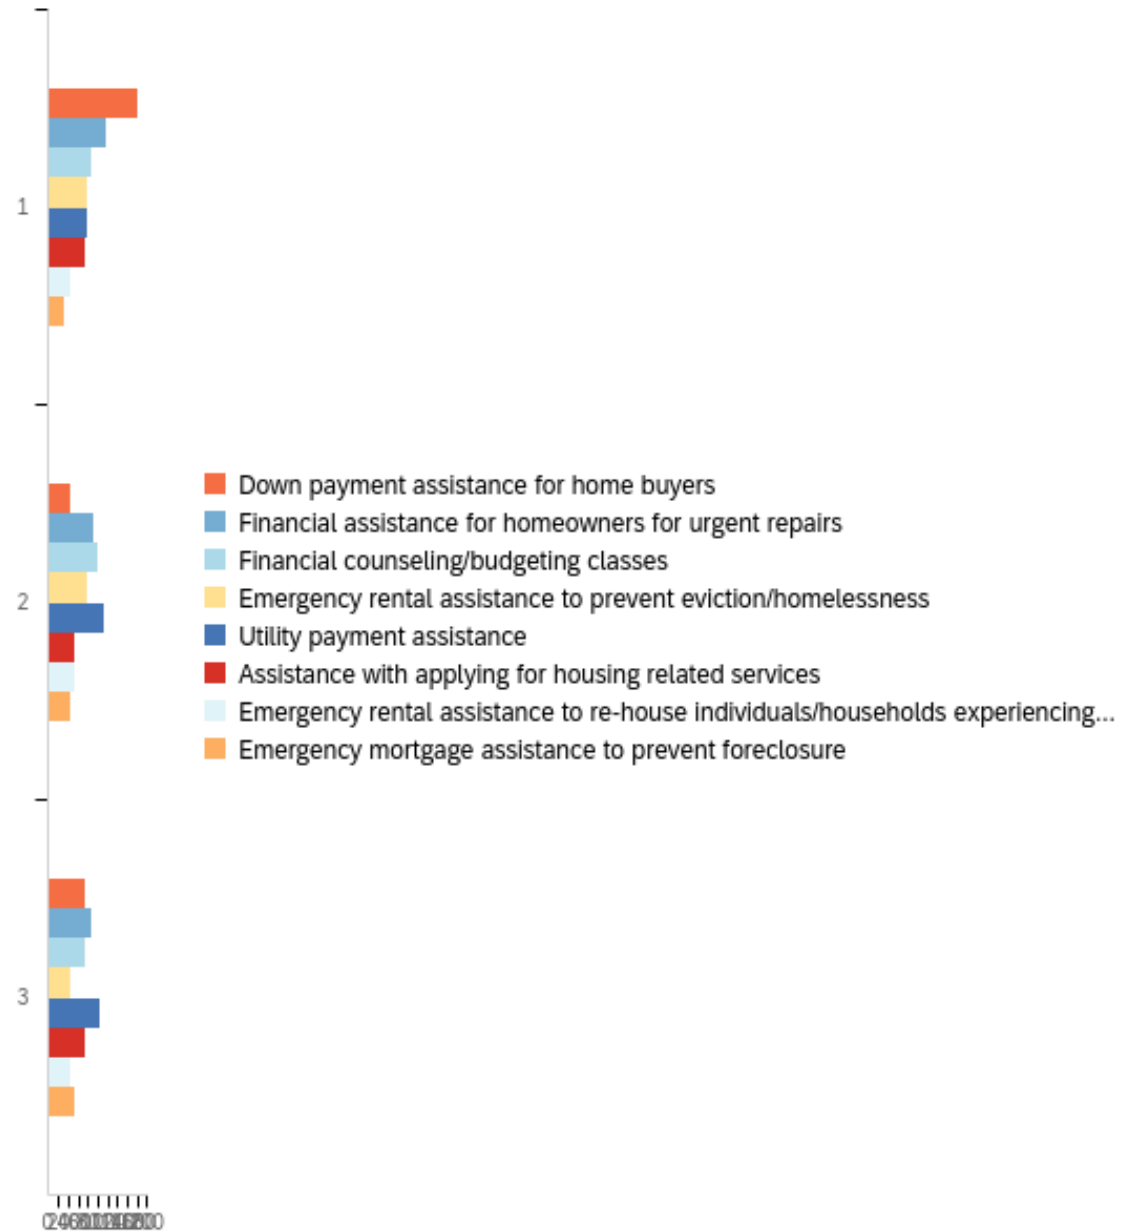 1
2
3
Down payment assistance for home buyers
Financial assistance for homeowners for urgent repairs
Financial counseling/budgeting classes
Emergency rental assistance to prevent eviction/homelessness
Utility payment assistance
Assistance with applying for housing related services
Emergency rental assistance to re-house individuals/households experiencing...
Emergency mortgage assistance to prevent foreclosure